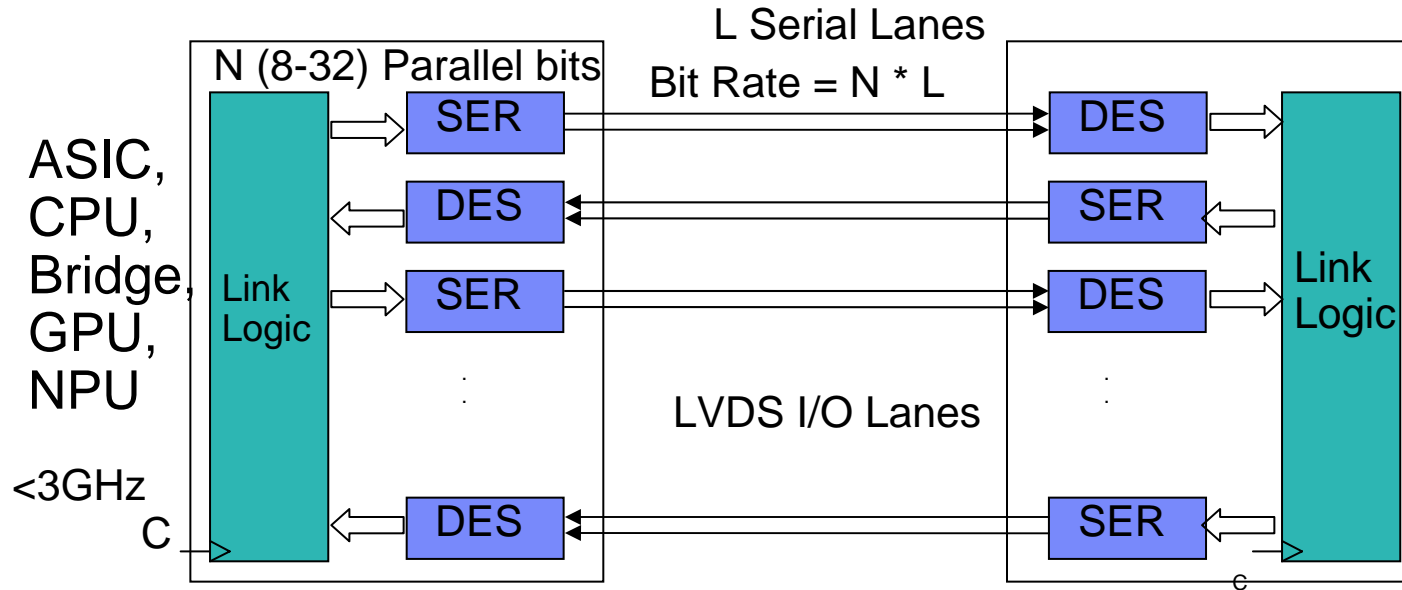 L Serial Lanes
N (8-32) Parallel bits
Bit Rate = N * L
SER
DES
ASIC,
CPU,
Bridge,
GPU,
NPU
DES
SER
Link
Logic
SER
DES
Link
Logic
.
.
.
.
LVDS I/O Lanes
<3GHz
C
DES
SER
C